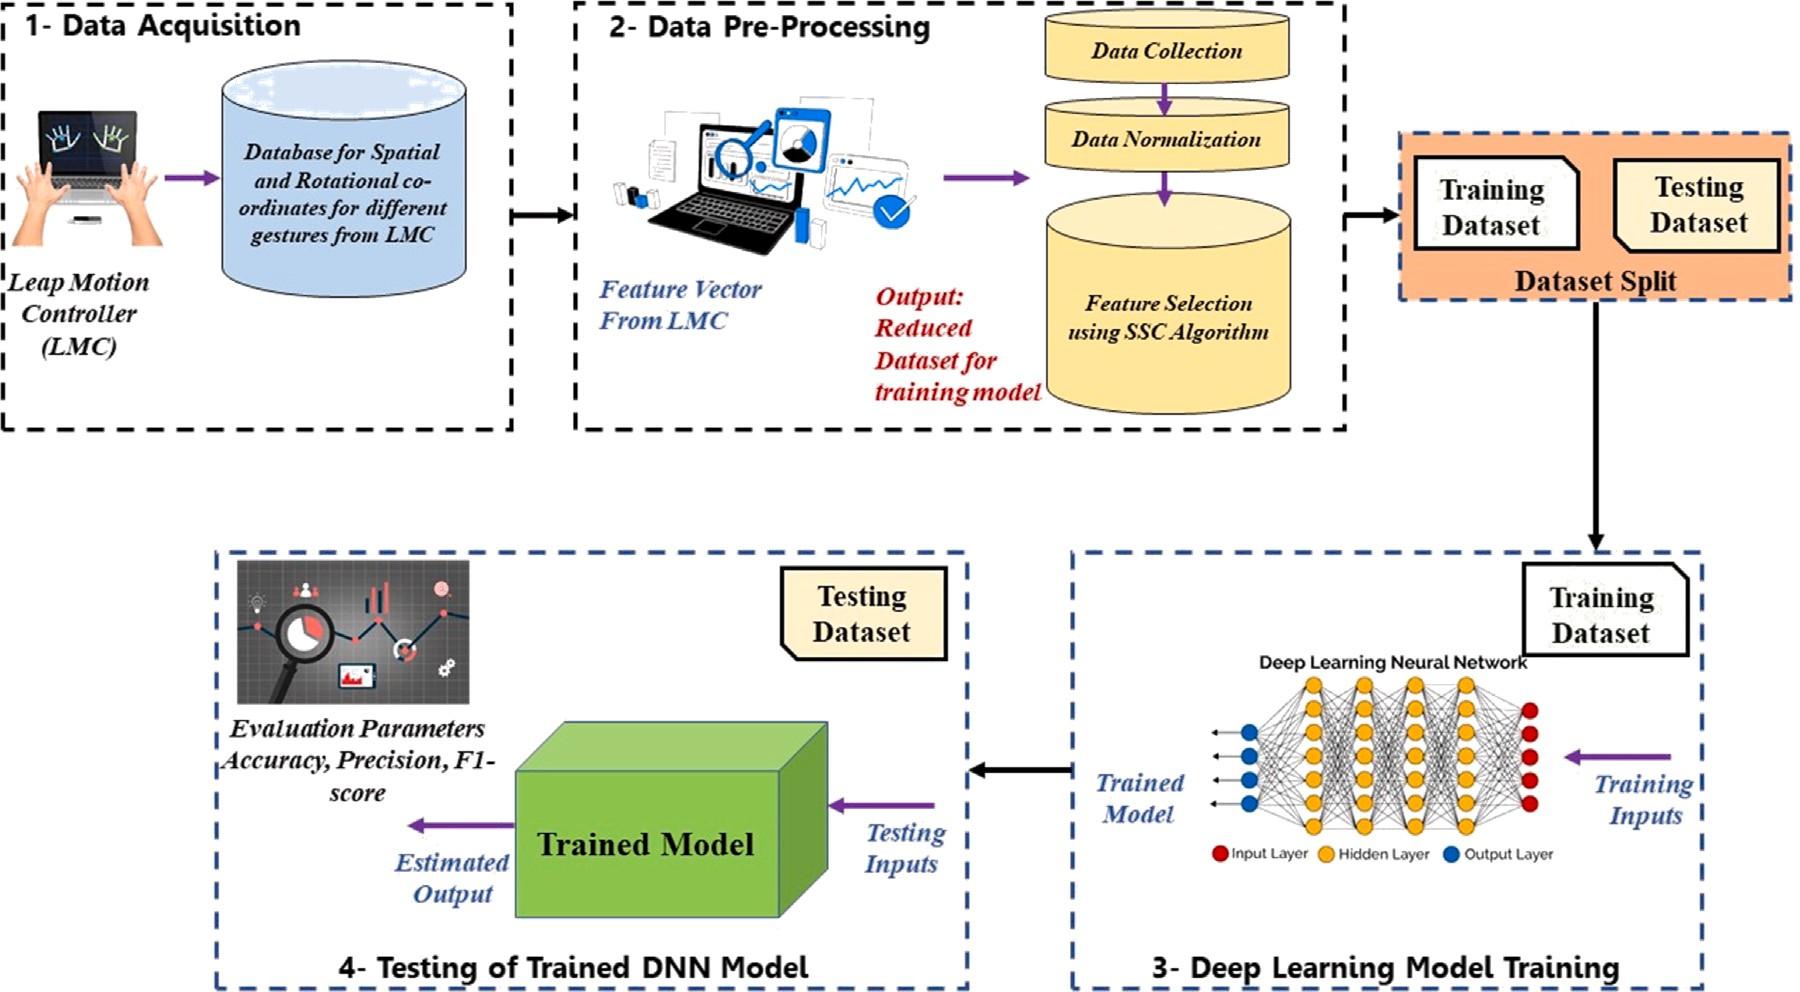 1- Data Acquisition
Database for Spatial
and Rotational co-
ordinates for different
gestures from LMC
Leap Motion
Controller
(LMC)
2- Data Pre-Processing
Feature Vector
From LMC
Output:
Reduced
Dataset for
training model
Data Collection
Data Normalization
Feature Selection
using SSC Algorithm
Training
Dataset
Testing
Dataset
Dataset Split
Training
Dataset
Deep Learning Neural Network
Training
Inputs
Trained
Model
Input Layer
Hidden Layer
Output Layer
3- Deep Learning Model Training
Testing
Dataset
Evaluation Parameters
Accuracy, Precision, F1-
score
Trained Model
Testing
Inputs
Estimated
Output
4- Testing of Trained DNN Model